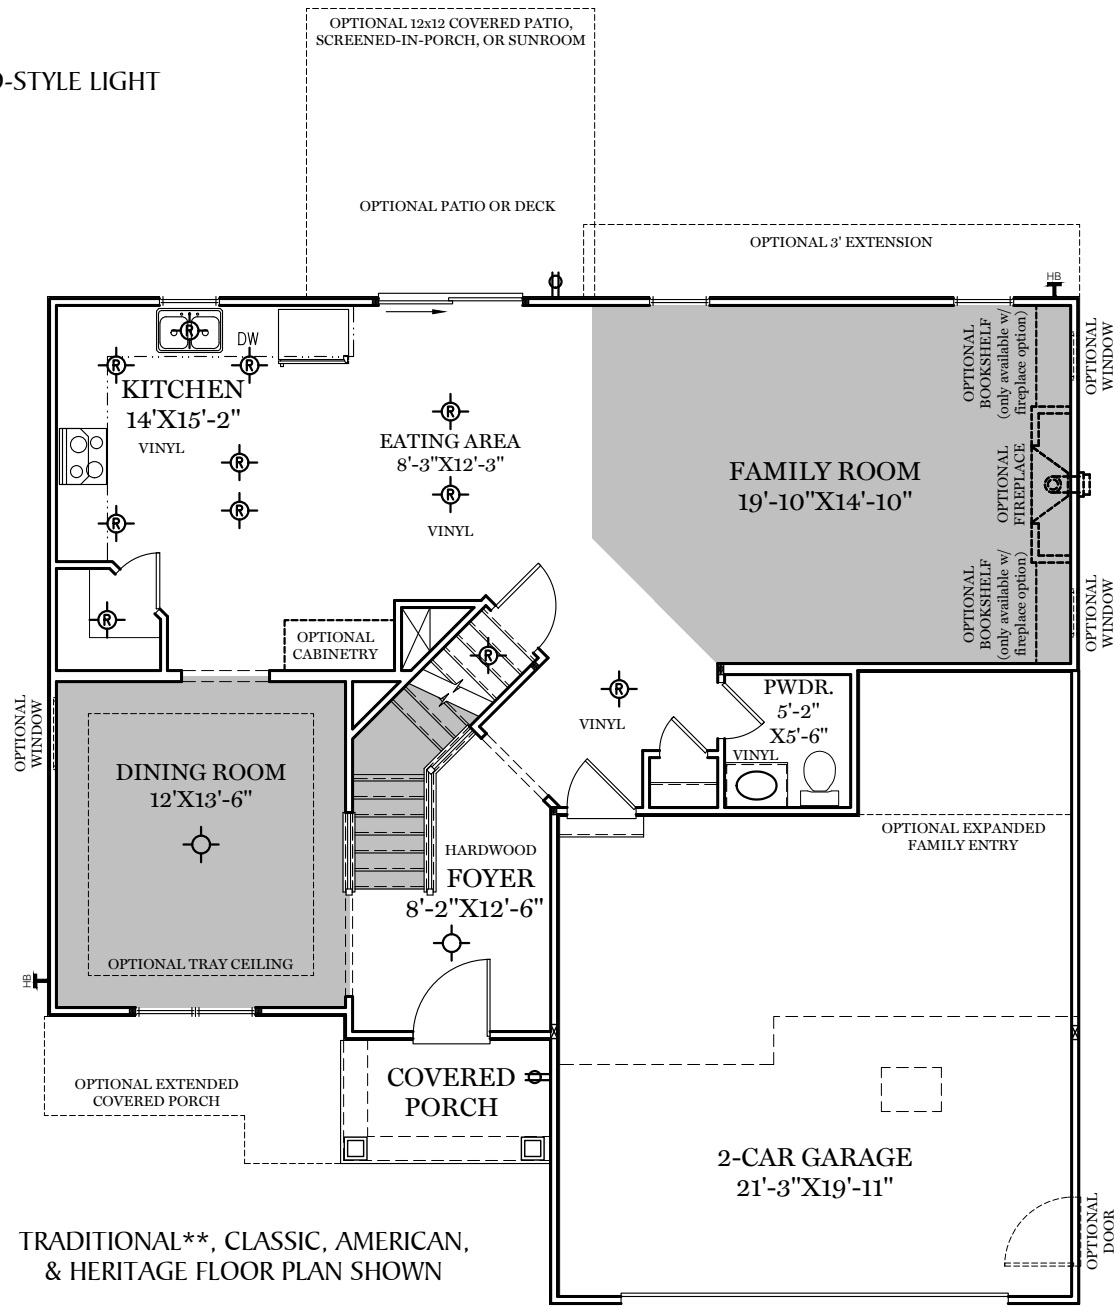 OPTIONAL 12x12 COVERED PATIO,
SCREENED-IN-PORCH, OR SUNROOM
-STYLE LIGHT
OPTIONAL PATIO OR DECK
OPTIONAL 3' EXTENSION
HB
R
DW
R
R
KITCHEN
14'X15'-2"
VINYL
R
EATING AREA
8'-3"X12'-3"
R
R
R
R
VINYL
FAMILY ROOM
19'-10"X14'-10"
OPTIONAL
BOOKSHELF
(only available w/
fireplace option)
OPTIONAL
WINDOW
OPTIONAL
FIREPLACE
OPTIONAL
BOOKSHELF
(only available w/
fireplace option)
OPTIONAL
WINDOW
R
OPTIONAL
CABINETRY
R
R
VINYL
PWDR.
5'-2"
X5'-6"
VINYL
OPTIONAL
WINDOW
DINING ROOM
12'X13'-6"
OPTIONAL TRAY CEILING
HARDWOOD
FOYER
8'-2"X12'-6"
OPTIONAL EXPANDED
FAMILY ENTRY
HB
OPTIONAL EXTENDED
COVERED PORCH
COVERED
PORCH
2-CAR GARAGE
21'-3"X19'-11"
OPTIONAL
DOOR
TRADITIONAL**, CLASSIC, AMERICAN,
& HERITAGE FLOOR PLAN SHOWN